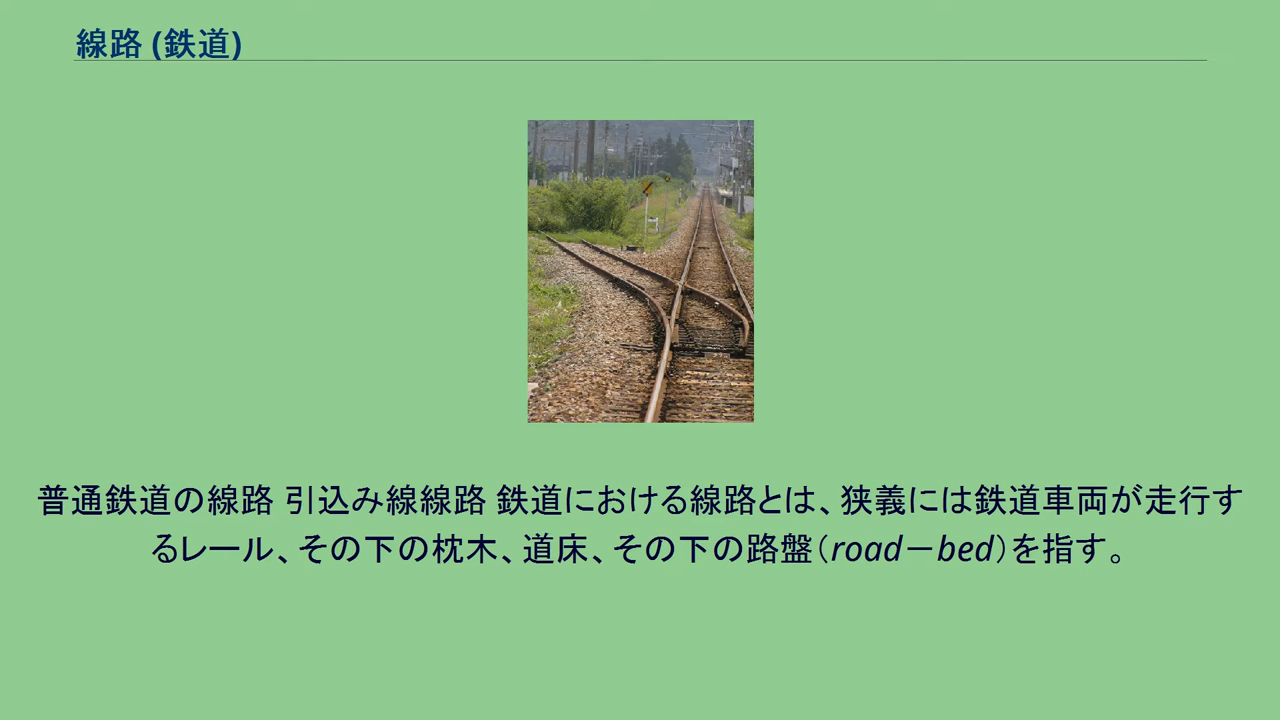 線路 (鉄道)
普通鉄道の線路 引込み線線路 鉄道における線路とは、狭義には鉄道車両が走行す
るレール、その下の枕木、道床、その下の路盤（road－bed）を指す。